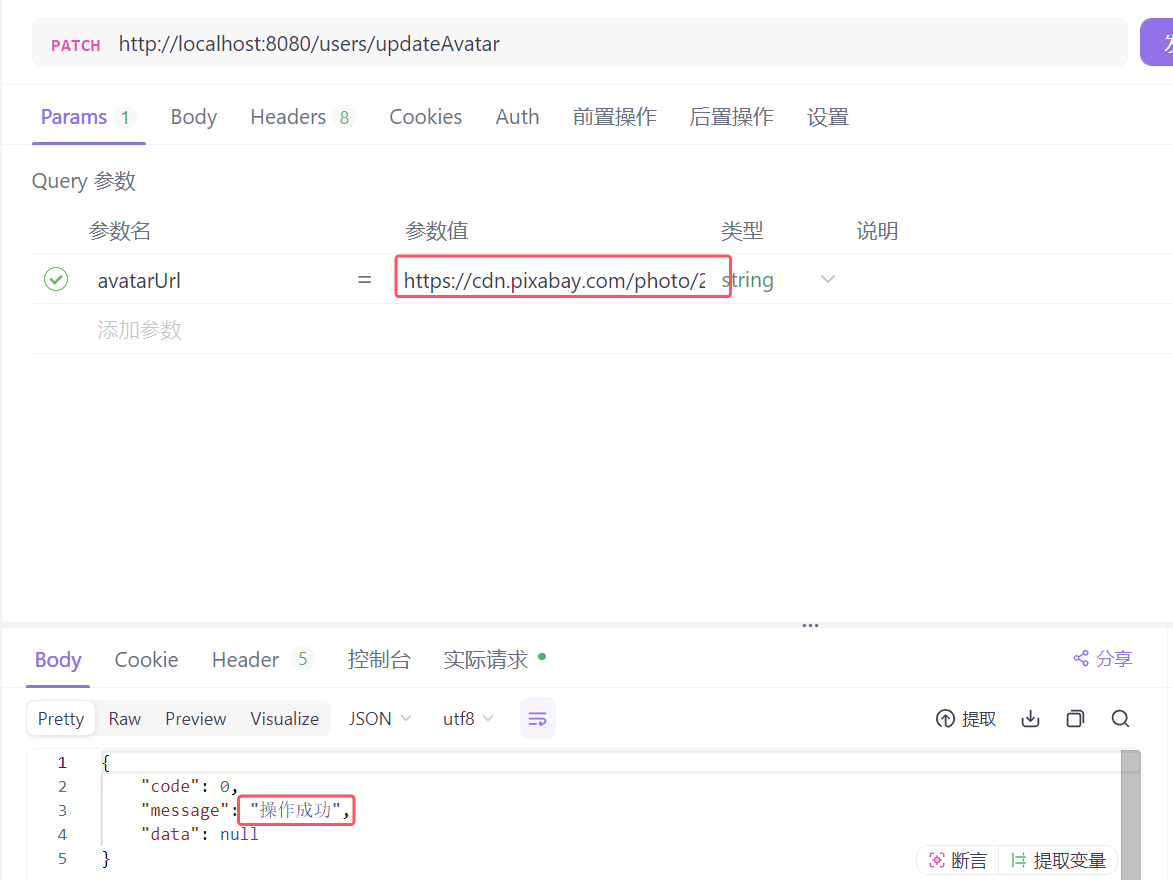 PATCH http://localhost:8080/users/updateAvatar
Params 1 Body Headers 8 Cookies Auth 前置操作 后置操作 设置
Query 参数
参数名 参数值 类型 说明
avatarUrl = https://cdn.pixabay.com/photo/2 string
添加参数
Body Cookie Header 5 控制台 实际请求 分享
Pretty Raw Preview Visualize JSON utf8 提取
1 {
2 "code": 0,
3 "message": "操作成功",
4 "data": null
5 }
断言 提取变量